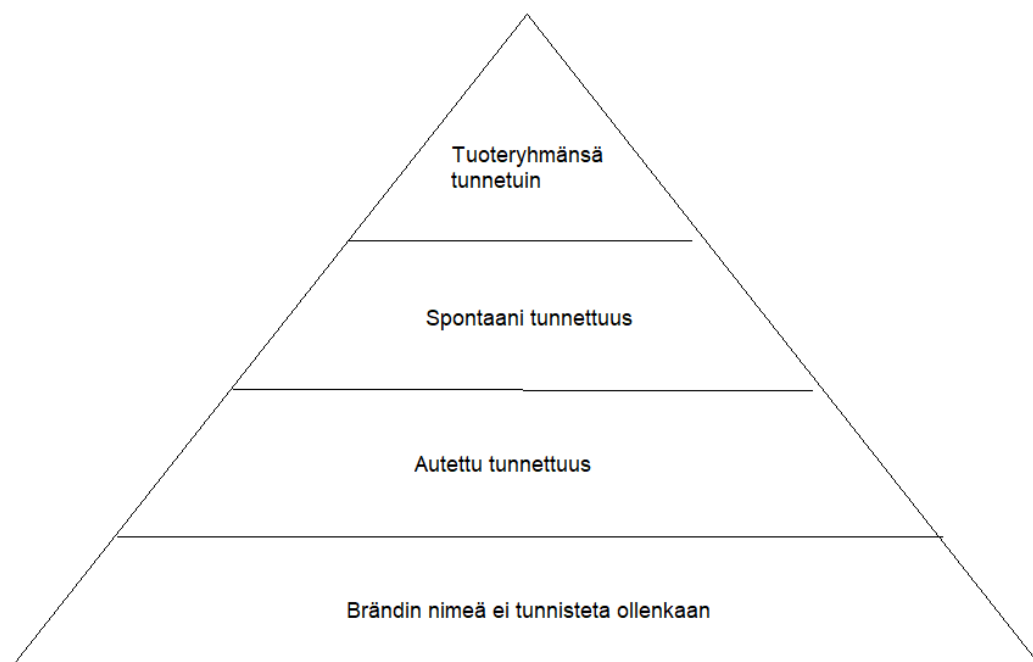 Tuoteryhmänsä
tunnetuin
Spontaani tunnettuus
Autettu tunnettuus
Brändin nimeä ei tunnisteta ollenkaan